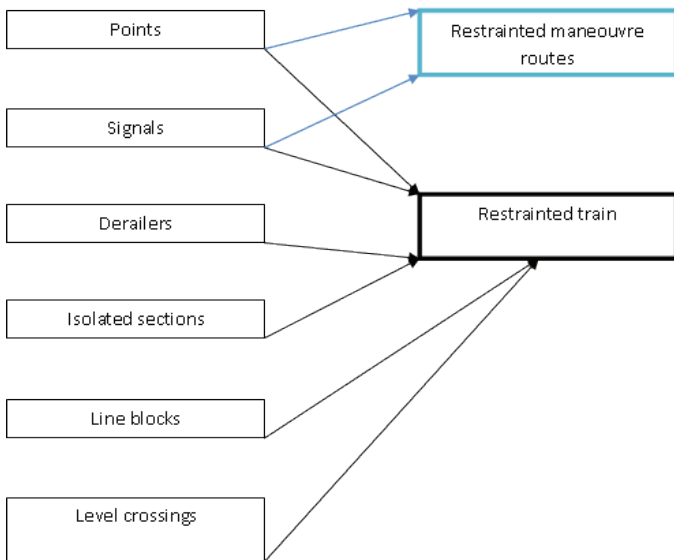 Points
Signals
Derailers
Isolated sections
Line blocks
Level crossings
Restrainted maneouvre
routes
Restrainted train